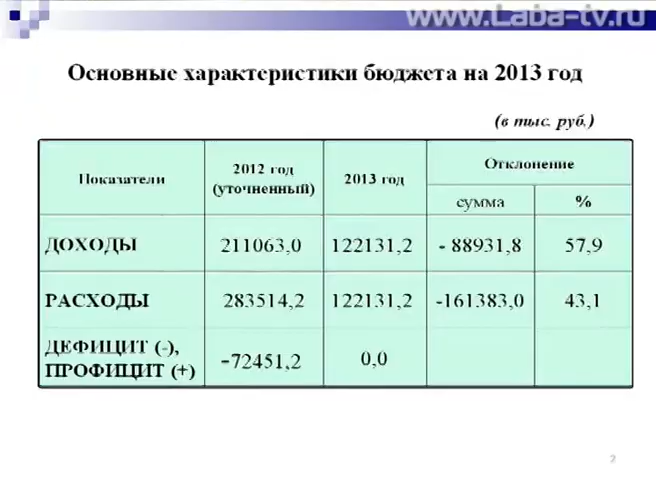 www.Laba-tv.ru
Основные характеристики бюджета на 2013 год
(в тыс. руб.)
Показатели 2012 год (уточненный) 2013 год Отклонение
сумма %
ДОХОДЫ 211063,0 122131,2 - 88931,8 57,9
РАСХОДЫ 283514,2 122131,2 -161383,0 43,1
ДЕФИЦИТ (-),
ПРОФИЦИТ (+) -72451,2 0,0
2